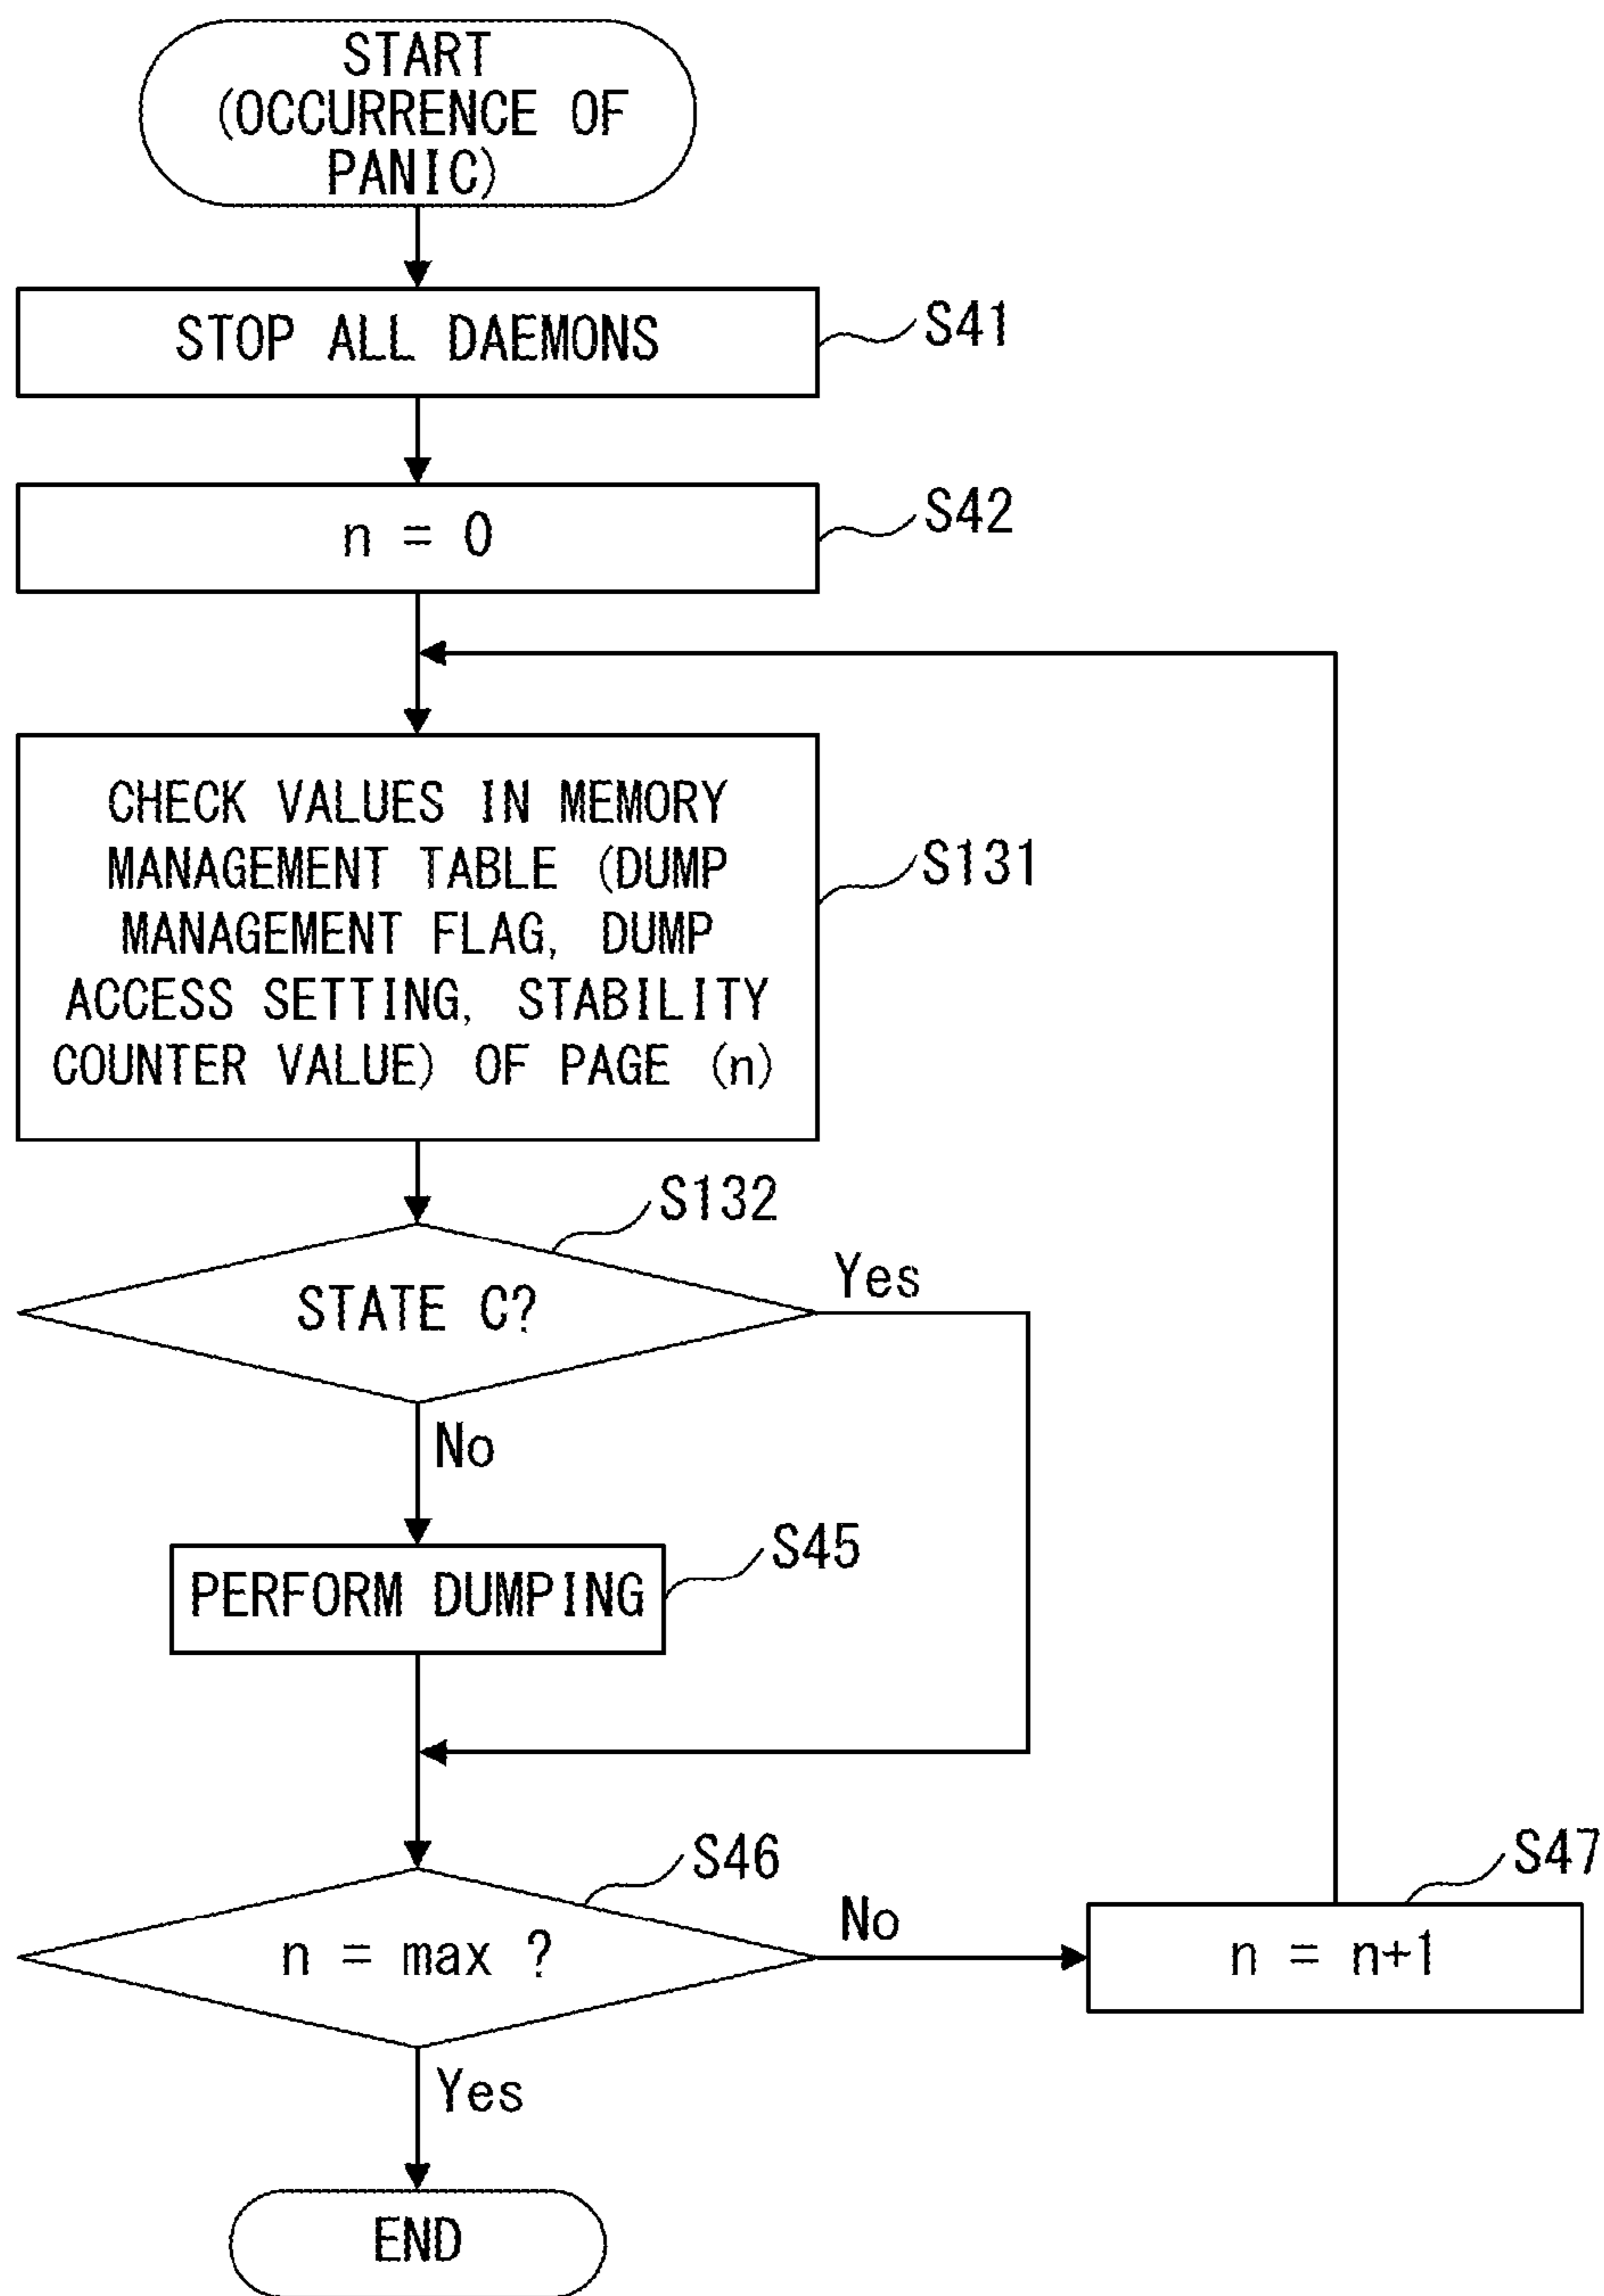 START
(OCCURRENCE OF
PANIC)
STOP ALL DAEMONS
S41
n = 0
S42
CHECK VALUES IN MEMORY
MANAGEMENT TABLE (DUMP
MANAGEMENT FLAG, DUMP
ACCESS SETTING, STABILITY
COUNTER VALUE) OF PAGE (n)
S131
S132
STATE C?
Yes
No
S45
PERFORM DUMPING
S46
n = max ?
No
S47
n = n+1
Yes
END